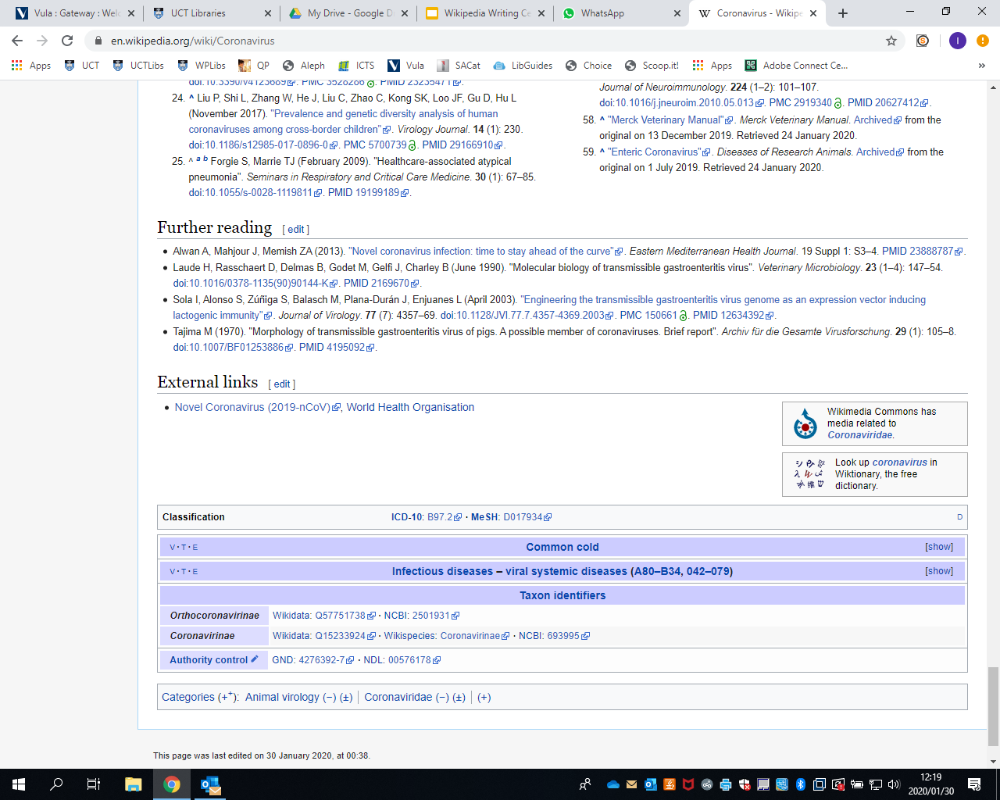 Vula : Gateway : Welc
UCT Libraries
My Drive - Google D
Wikipedia Writing Ce
WhatsApp
Coronavirus - Wikipe
en.wikipedia.org/wiki/Coronavirus
Apps UCT UCTLibs WPLibs QP Aleph ICTS Vula SACat LibGuides Choice Scoop.it! Apps Adobe Connect Ce... »
doi:10.3390/v4123689. PMC 3528286. PMID 23235471.
24. ^ Liu P, Shi L, Zhang W, He J, Liu C, Zhao C, Kong SK, Loo JF, Gu D, Hu L
(November 2017). "Prevalence and genetic diversity analysis of human
coronaviruses among cross-border children". Virology Journal. 14 (1): 230.
doi:10.1186/s12985-017-0896-0. PMC 5700739. PMID 29166910.
25. ^ a b Forgie S, Marrie TJ (February 2009). "Healthcare-associated atypical
pneumonia". Seminars in Respiratory and Critical Care Medicine. 30 (1): 67–85.
doi:10.1055/s-0028-1119811. PMID 19199189.
Journal of Neuroimmunology. 224 (1–2): 101–107.
doi:10.1016/j.jneuroim.2010.05.013. PMC 2919340. PMID 20627412.
58. ^ "Merck Veterinary Manual". Merck Veterinary Manual. Archived from the
original on 13 December 2019. Retrieved 24 January 2020.
59. ^ "Enteric Coronavirus". Diseases of Research Animals. Archived from the
original on 1 July 2019. Retrieved 24 January 2020.
Further reading [ edit ]
• Alwan A, Mahjour J, Memish ZA (2013). "Novel coronavirus infection: time to stay ahead of the curve". Eastern Mediterranean Health Journal. 19 Suppl 1: S3–4. PMID 23888787.
• Laude H, Rasschaert D, Delmas B, Godet M, Gelfi J, Charley B (June 1990). "Molecular biology of transmissible gastroenteritis virus". Veterinary Microbiology. 23 (1–4): 147–54.
doi:10.1016/0378-1135(90)90144-K. PMID 2169670.
• Sola I, Alonso S, Zúñiga S, Balasch M, Plana-Durán J, Enjuanes L (April 2003). "Engineering the transmissible gastroenteritis virus genome as an expression vector inducing
lactogenic immunity". Journal of Virology. 77 (7): 4357–69. doi:10.1128/JVI.77.7.4357-4369.2003. PMC 150661. PMID 12634392.
• Tajima M (1970). "Morphology of transmissible gastroenteritis virus of pigs. A possible member of coronaviruses. Brief report". Archiv für die Gesamte Virusforschung. 29 (1): 105–8.
doi:10.1007/BF01253886. PMID 4195092.
External links [ edit ]
• Novel Coronavirus (2019-nCoV), World Health Organisation
Wikimedia Commons has
media related to
Coronaviridae.
Look up coronavirus in
Wiktionary, the free
dictionary.
Classification ICD-10: B97.2 · MeSH: D017934 D
V · T · E Common cold [show]
V · T · E Infectious diseases – viral systemic diseases (A80–B34, 042–079) [show]
Taxon identifiers
Orthocoronavirinae Wikidata: Q57751738 · NCBI: 2501931
Coronavirinae Wikidata: Q15233924 · Wikispecies: Coronavirinae · NCBI: 693995
Authority control GND: 4276392-7 · NDL: 00576178
Categories (++): Animal virology (−) (±) | Coronaviridae (−) (±) | (+)
This page was last edited on 30 January 2020, at 00:38.
12:19
2020/01/30